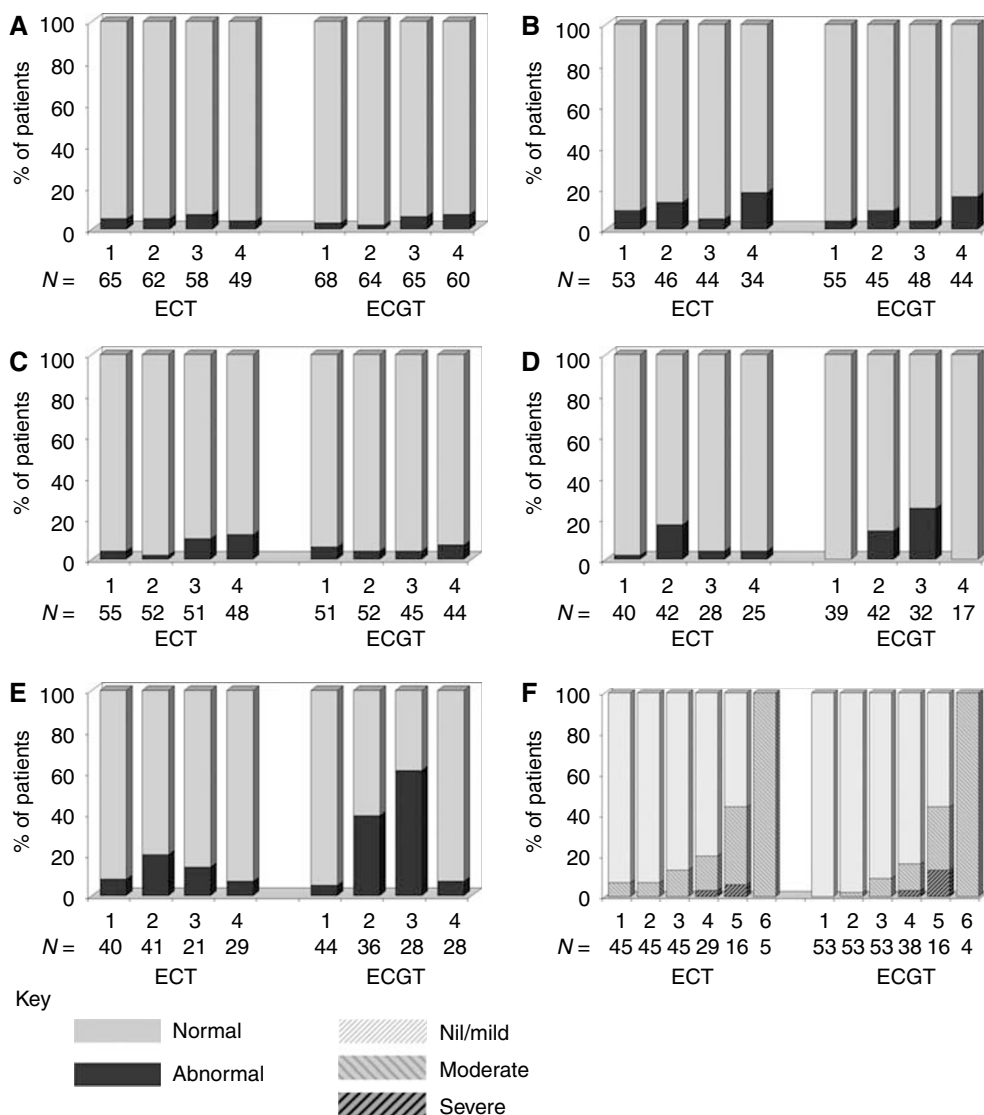 A
% of patients
100
80
60
40
20
0
1 2 3 4 1 2 3 4
N = 65 62 58 49 68 64 65 60
ECT ECGT
B
% of patients
100
80
60
40
20
0
1 2 3 4 1 2 3 4
N = 53 46 44 34 55 45 48 44
ECT ECGT
C
% of patients
100
80
60
40
20
0
1 2 3 4 1 2 3 4
N = 55 52 51 48 51 52 45 44
ECT ECGT
D
% of patients
100
80
60
40
20
0
1 2 3 4 1 2 3 4
N = 40 42 28 25 39 42 32 17
ECT ECGT
E
% of patients
100
80
60
40
20
0
1 2 3 4 1 2 3 4
N = 40 41 21 29 44 36 28 28
ECT ECGT
F
% of patients
100
80
60
40
20
0
1 2 3 4 5 6 1 2 3 4 5 6
N = 45 45 45 29 16 5 53 53 53 38 16 4
ECT ECGT
Key
Normal
Abnormal
Nil/mild
Moderate
Severe